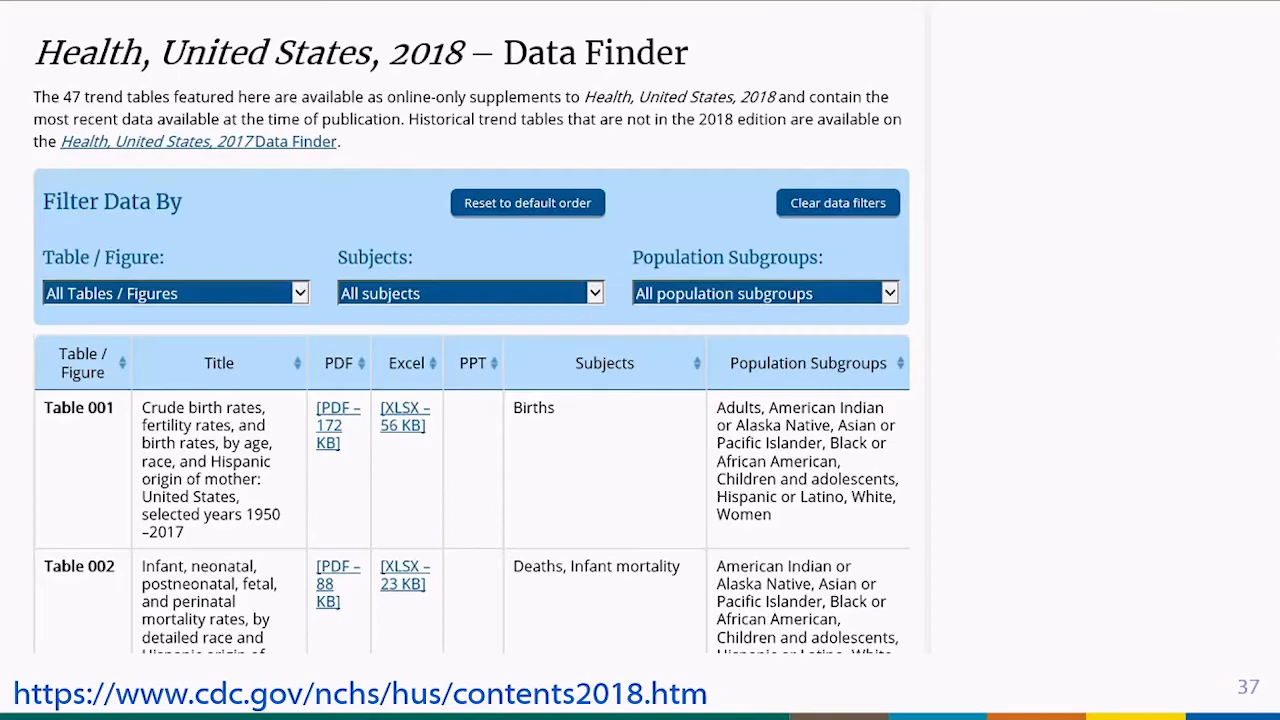 Health, United States, 2018 – Data Finder
The 47 trend tables featured here are available as online-only supplements to Health, United States, 2018 and contain the
most recent data available at the time of publication. Historical trend tables that are not in the 2018 edition are available on
the Health, United States, 2017 Data Finder.
Filter Data By
Reset to default order
Clear data filters
Table / Figure:
Subjects:
Population Subgroups:
All Tables / Figures
All subjects
All population subgroups
Table /
Figure
Title
PDF
Excel
PPT
Subjects
Population Subgroups
Table 001
Crude birth rates,
fertility rates, and
birth rates, by age,
race, and Hispanic
origin of mother:
United States,
selected years 1950
–2017
[PDF –
172
KB]
[XLSX –
56 KB]
Births
Adults, American Indian
or Alaska Native, Asian or
Pacific Islander, Black or
African American,
Children and adolescents,
Hispanic or Latino, White,
Women
Table 002
Infant, neonatal,
postneonatal, fetal,
and perinatal
mortality rates, by
detailed race and
Hispanic origin of
[PDF –
88
KB]
[XLSX –
23 KB]
Deaths, Infant mortality
American Indian or
Alaska Native, Asian or
Pacific Islander, Black or
African American,
Children and adolescents,
Hispanic or Latino, White,
https://www.cdc.gov/nchs/hus/contents2018.htm
37